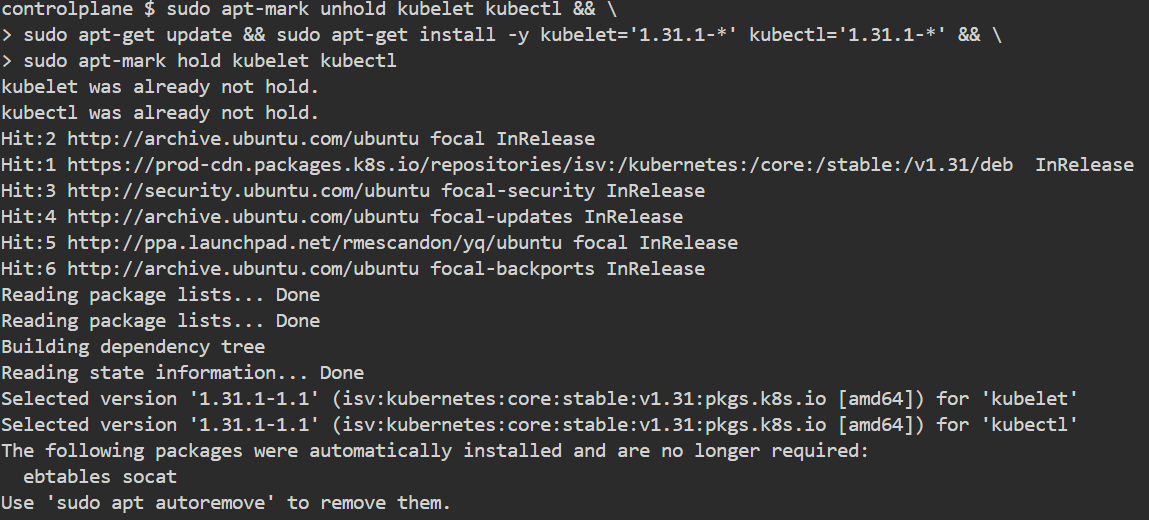 controlplane $ sudo apt-mark unhold kubelet kubectl && \
> sudo apt-get update && sudo apt-get install -y kubelet='1.31.1-*' kubectl='1.31.1-*' && \
> sudo apt-mark hold kubelet kubectl
kubelet was already not hold.
kubectl was already not hold.
Hit:2 http://archive.ubuntu.com/ubuntu focal InRelease
Hit:1 https://prod-cdn.packages.k8s.io/repositories/isv:/kubernetes:/core:/stable:/v1.31/deb  InRelease
Hit:3 http://security.ubuntu.com/ubuntu focal-security InRelease
Hit:4 http://archive.ubuntu.com/ubuntu focal-updates InRelease
Hit:5 http://ppa.launchpad.net/rmescandon/yq/ubuntu focal InRelease
Hit:6 http://archive.ubuntu.com/ubuntu focal-backports InRelease
Reading package lists... Done
Reading package lists... Done
Building dependency tree
Reading state information... Done
Selected version '1.31.1-1.1' (isv:kubernetes:core:stable:v1.31:pkgs.k8s.io [amd64]) for 'kubelet'
Selected version '1.31.1-1.1' (isv:kubernetes:core:stable:v1.31:pkgs.k8s.io [amd64]) for 'kubectl'
The following packages were automatically installed and are no longer required:
  ebtables socat
Use 'sudo apt autoremove' to remove them.